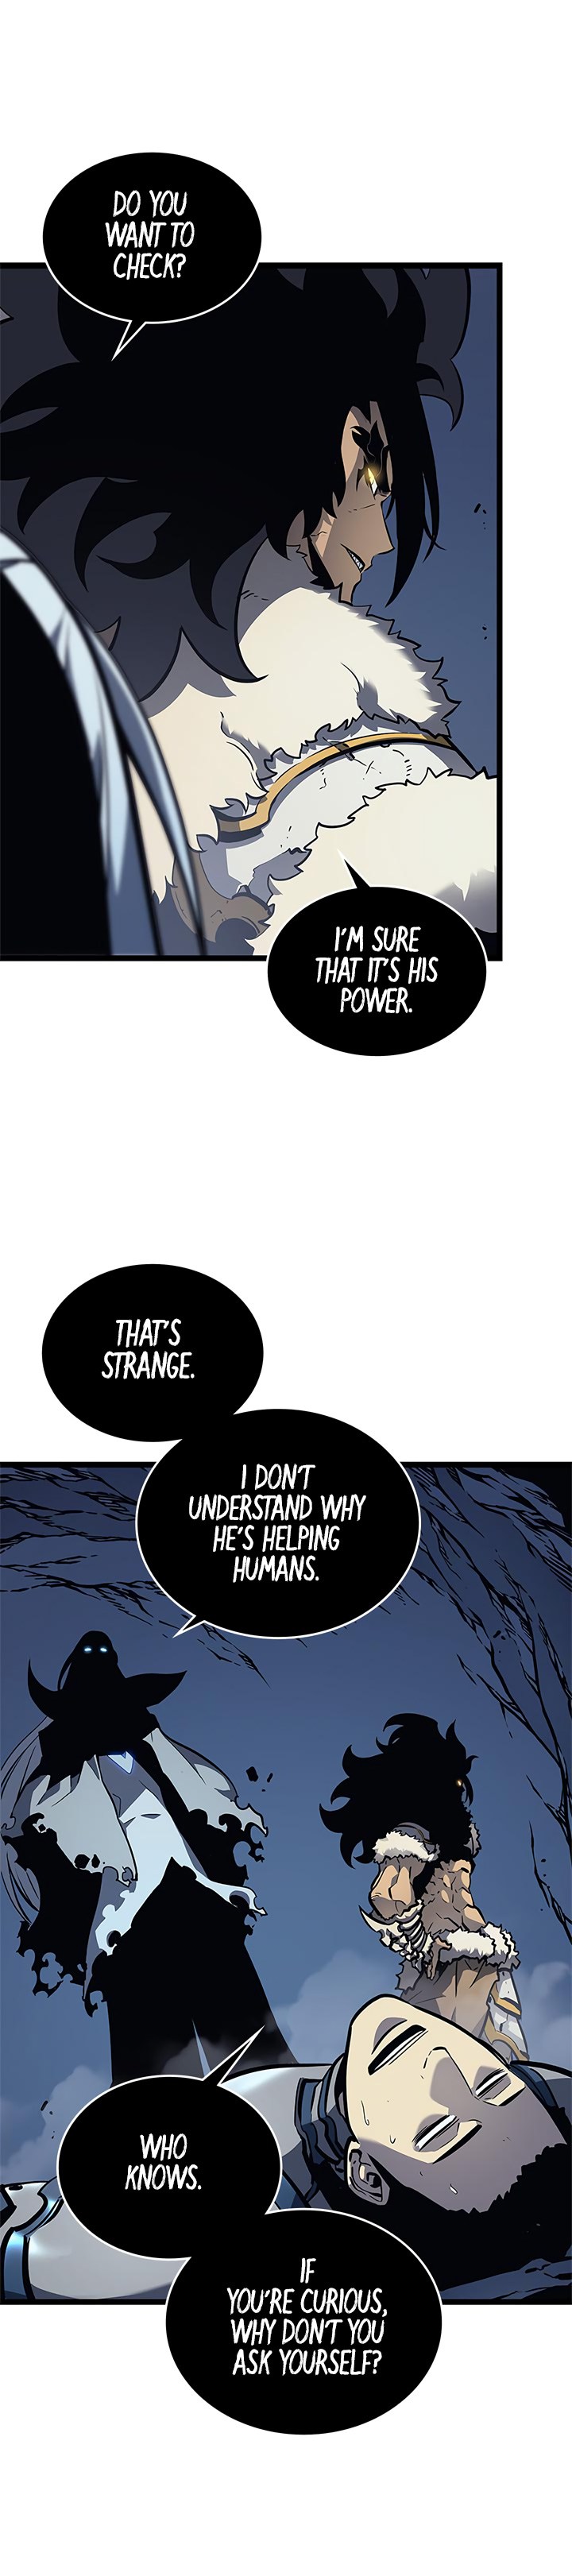 DO YOU
WANT TO
CHECK?
I'M SURE
THAT IT'S HIS
POWER.
THAT'S
STRANGE.
I DON'T
UNDERSTAND WHY
HE'S HELPING
HUMANS.
WHO
KNOWS.
IF
YOU'RE CURIOUS,
WHY DON'T YOU
ASK YOURSELF?